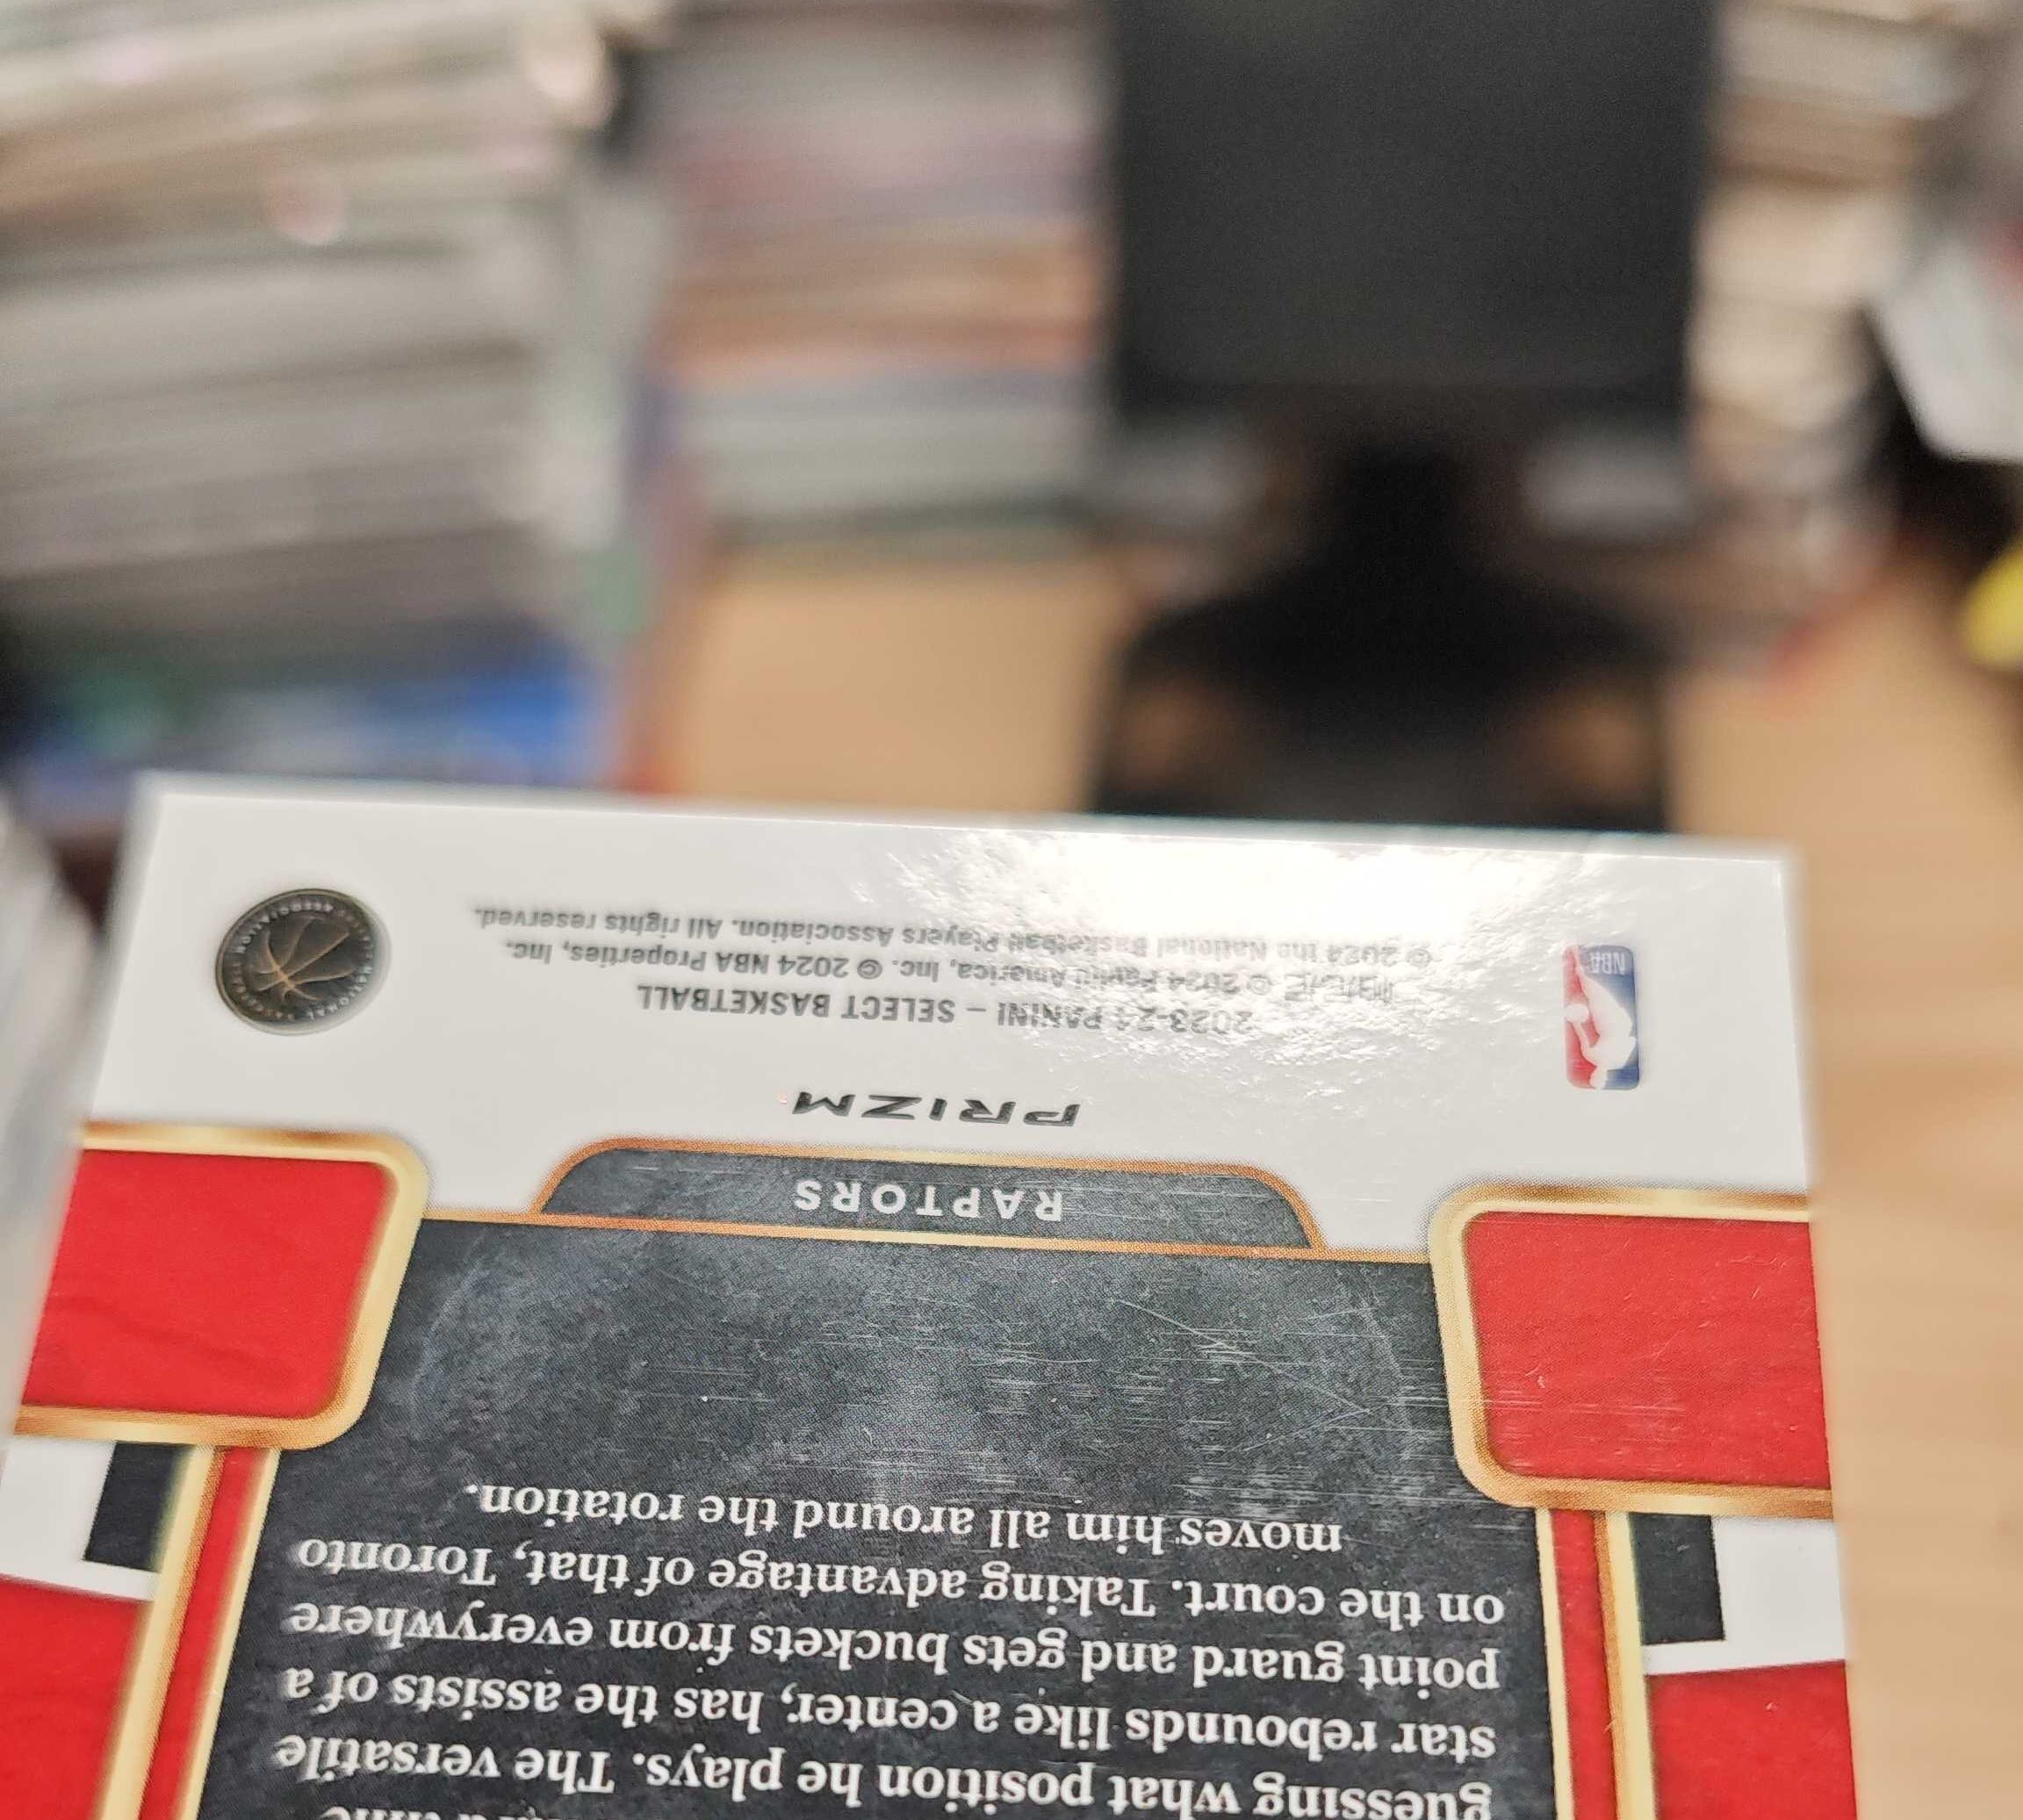 guessing what position he plays. The versatile
star rebounds like a center, has the assists of a
point guard and gets buckets from everywhere
on the court. Taking advantage of that, Toronto
moves him all around the rotation.
RAPTORS
PRIZM
2023-24 PANINI – SELECT BASKETBALL
© 2024 Panini America, Inc. © 2024 NBA Properties, Inc.
© 2024 the National Basketball Players Association. All rights reserved.
NBA